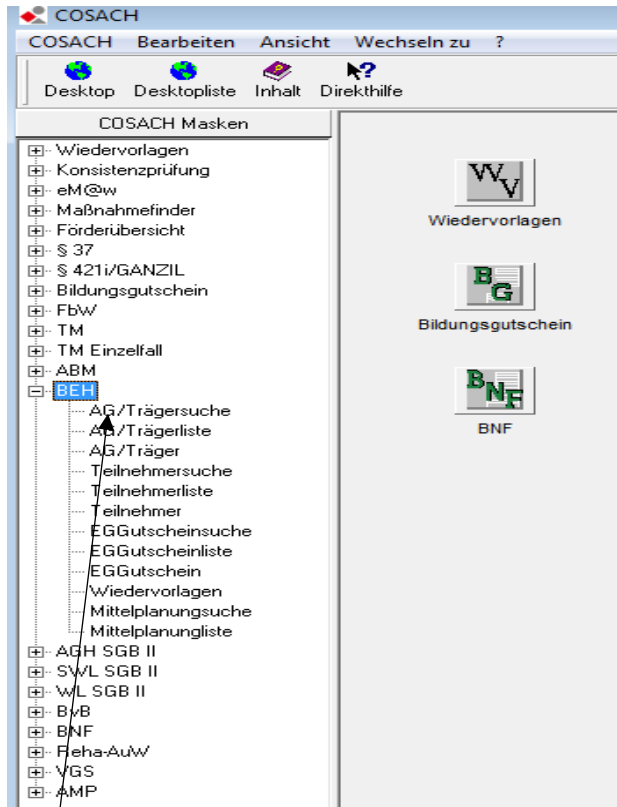 COSACH
COSACH Bearbeiten Ansicht Wechseln zu ?
Desktop Desktopliste Inhalt Direkthilfe
COSACH Masken
Wiedervorlagen
Konsistenzprüfung
eM@w
Maßnahmefinder
Förderübersicht
§ 37
§ 421i/GANZIL
Bildungsgutschein
FbW
TM
TM Einzelfall
ABM
BEH
AG/Trägersuche
AG/Trägerliste
AG/Träger
Teilnehmersuche
Teilnehmerliste
Teilnehmer
EGGutscheinsuche
EGGutscheinliste
EGGutschein
Wiedervorlagen
Mittelplanungsuche
Mittelplanungliste
AGH SGB II
SWL SGB II
WL SGB II
BvB
BNF
Reha-AuW
VGS
AMP
WV
Wiedervorlagen
BG
Bildungsgutschein
BNF
BNF